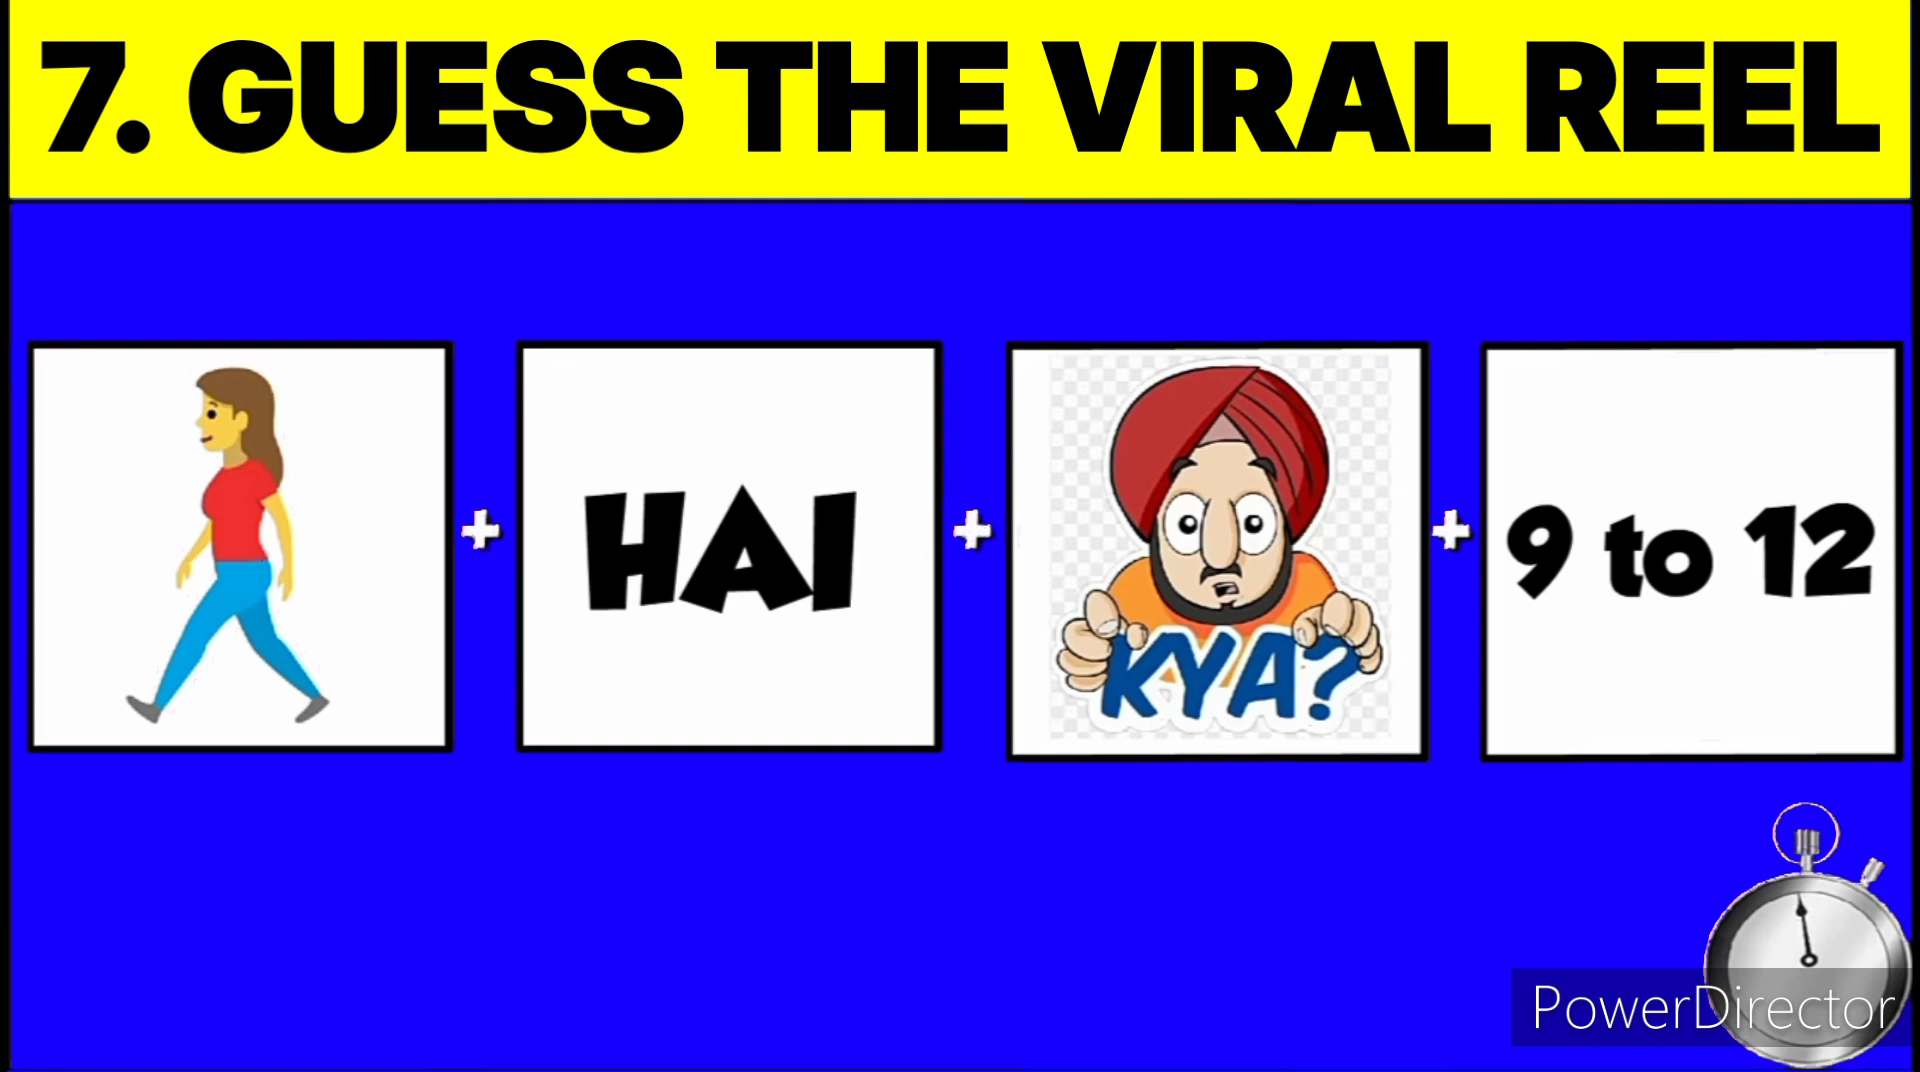 7. GUESS THE VIRAL REEL
HAI
KYA?
9 to 12
PowerDirector